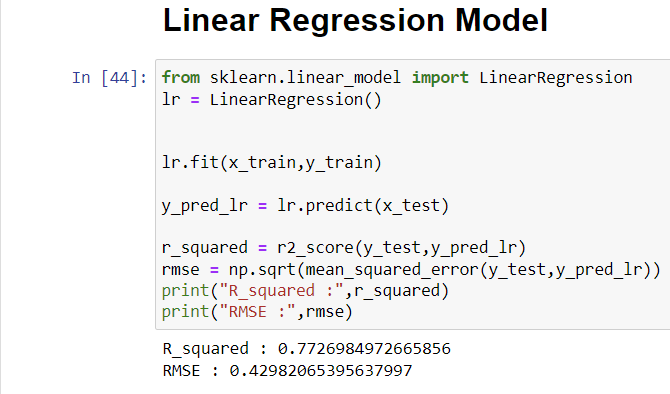 Linear Regression Model
In [44]:
from sklearn.linear_model import LinearRegression
lr = LinearRegression()
lr.fit(x_train,y_train)
y_pred_lr = lr.predict(x_test)
r_squared = r2_score(y_test,y_pred_lr)
rmse = np.sqrt(mean_squared_error(y_test,y_pred_lr))
print("R_squared :",r_squared)
print("RMSE :",rmse)
R_squared : 0.7726984972665856
RMSE : 0.42982065395637997